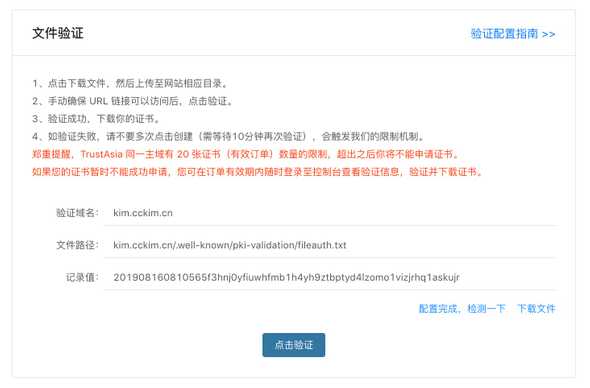 文件验证
验证配置指南 >>
1、点击下载文件，然后上传至网站相应目录。
2、手动确保 URL 链接可以访问后，点击验证。
3、验证成功，下载你的证书。
4、如验证失败，请不要多次点击创建（需等待10分钟再次验证），会触发我们的限制机制。
郑重提醒，TrustAsia 同一主域有 20 张证书（有效订单）数量的限制，超出之后你将不能申请证书。
如果您的证书暂时不能成功申请，您可在订单有效期内随时登录至控制台查看验证信息，验证并下载证书。
验证域名： kim.cckim.cn
文件路径： kim.cckim.cn/.well-known/pki-validation/fileauth.txt
记录值： 201908160810565f3hnj0yfiuwhfmb1h4yh9ztbptyd4lzomo1vizjrhq1askujr
配置完成，检测一下 下载文件
点击验证